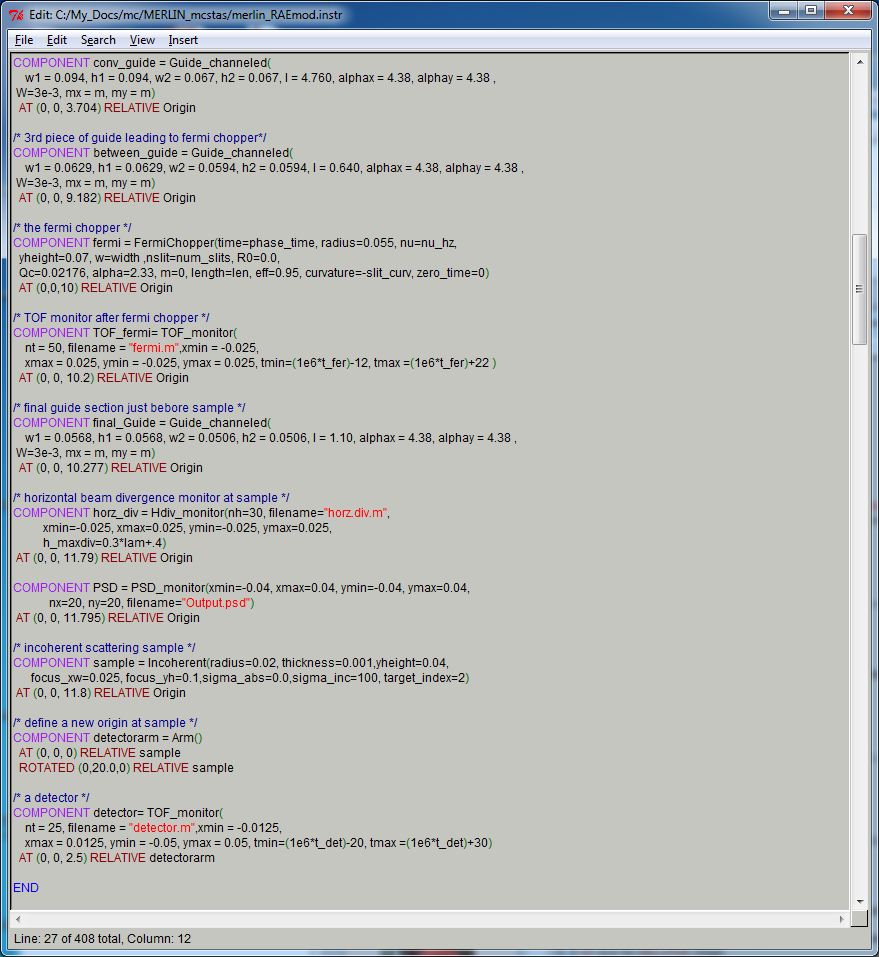 Edit: C:/My_Docs/mc/MERLIN_mcstas/merlin_RAEmod.instr
File Edit Search View Insert
COMPONENT conv_guide = Guide_channeled(
w1 = 0.094, h1 = 0.094, w2 = 0.067, h2 = 0.067, l = 4.760, alphax = 4.38, alphay = 4.38 ,
W=3e-3, mx = m, my = m)
AT (0, 0, 3.704) RELATIVE Origin
/* 3rd piece of guide leading to fermi chopper*/
COMPONENT between_guide = Guide_channeled(
w1 = 0.0629, h1 = 0.0629, w2 = 0.0594, h2 = 0.0594, l = 0.640, alphax = 4.38, alphay = 4.38 ,
W=3e-3, mx = m, my = m)
AT (0, 0, 9.182) RELATIVE Origin
/* the fermi chopper */
COMPONENT fermi = FermiChopper(time=phase_time, radius=0.055, nu=nu_hz,
yheight=0.07, w=width ,nslit=num_slits, R0=0.0,
Qc=0.02176, alpha=2.33, m=0, length=len, eff=0.95, curvature=-slit_curv, zero_time=0)
AT (0,0,10) RELATIVE Origin
/* TOF monitor after fermi chopper */
COMPONENT TOF_fermi= TOF_monitor(
nt = 50, filename = "fermi.m",xmin = -0.025,
xmax = 0.025, ymin = -0.025, ymax = 0.025, tmin=(1e6*t_fer)-12, tmax =(1e6*t_fer)+22 )
AT (0, 0, 10.2) RELATIVE Origin
/* final guide section just bebore sample */
COMPONENT final_Guide = Guide_channeled(
w1 = 0.0568, h1 = 0.0568, w2 = 0.0506, h2 = 0.0506, l = 1.10, alphax = 4.38, alphay = 4.38 ,
W=3e-3, mx = m, my = m)
AT (0, 0, 10.277) RELATIVE Origin
/* horizontal beam divergence monitor at sample */
COMPONENT horz_div = Hdiv_monitor(nh=30, filename="horz.div.m",
xmin=-0.025, xmax=0.025, ymin=-0.025, ymax=0.025,
h_maxdiv=0.3*lam+.4)
AT (0, 0, 11.79) RELATIVE Origin
COMPONENT PSD = PSD_monitor(xmin=-0.04, xmax=0.04, ymin=-0.04, ymax=0.04,
nx=20, ny=20, filename="Output.psd")
AT (0, 0, 11.795) RELATIVE Origin
/* incoherent scattering sample */
COMPONENT sample = Incoherent(radius=0.02, thickness=0.001,yheight=0.04,
focus_xw=0.025, focus_yh=0.1,sigma_abs=0.0,sigma_inc=100, target_index=2)
AT (0, 0, 11.8) RELATIVE Origin
/* define a new origin at sample */
COMPONENT detectorarm = Arm()
AT (0, 0, 0) RELATIVE sample
ROTATED (0,20.0,0) RELATIVE sample
/* a detector */
COMPONENT detector= TOF_monitor(
nt = 25, filename = "detector.m",xmin = -0.0125,
xmax = 0.0125, ymin = -0.05, ymax = 0.05, tmin=(1e6*t_det)-20, tmax =(1e6*t_det)+30)
AT (0, 0, 2.5) RELATIVE detectorarm
END
Line: 27 of 408 total, Column: 12